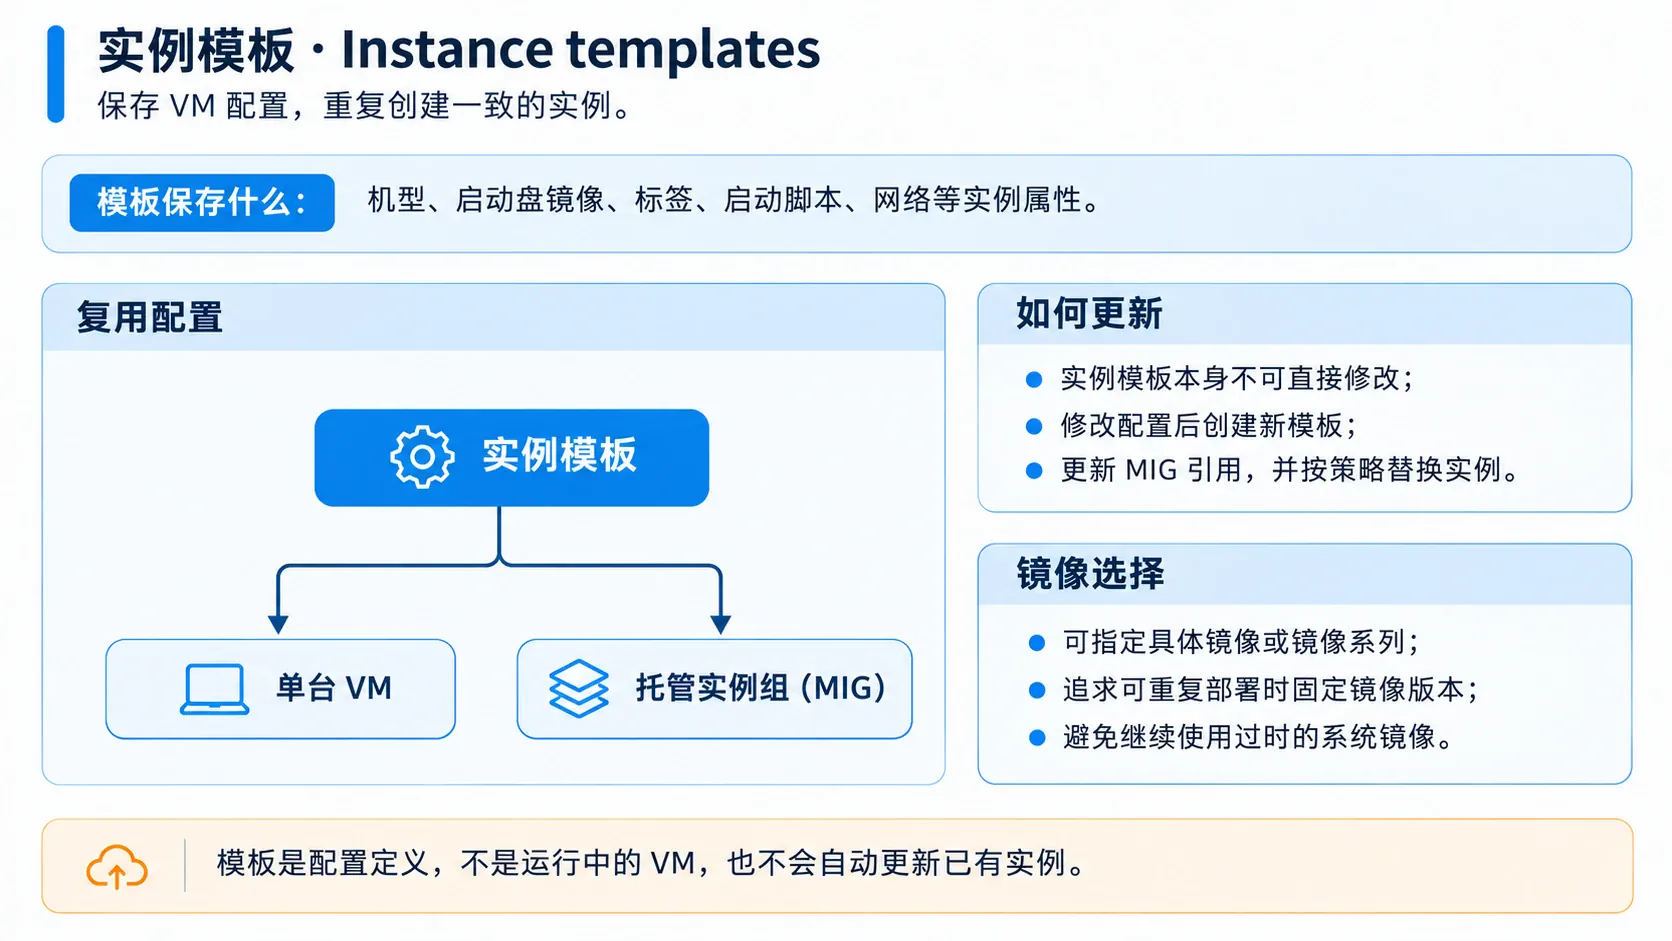 实例模板 · Instance templates
保存 VM 配置，重复创建一致的实例。
模板保存什么：
机型、启动盘镜像、标签、启动脚本、网络等实例属性。
复用配置
实例模板
单台 VM
托管实例组 (MIG)
如何更新
实例模板本身不可直接修改；
修改配置后创建新模板；
更新 MIG 引用，并按策略替换实例。
镜像选择
可指定具体镜像或镜像系列；
追求可重复部署时固定镜像版本；
避免继续使用过时的系统镜像。
模板是配置定义，不是运行中的 VM，也不会自动更新已有实例。